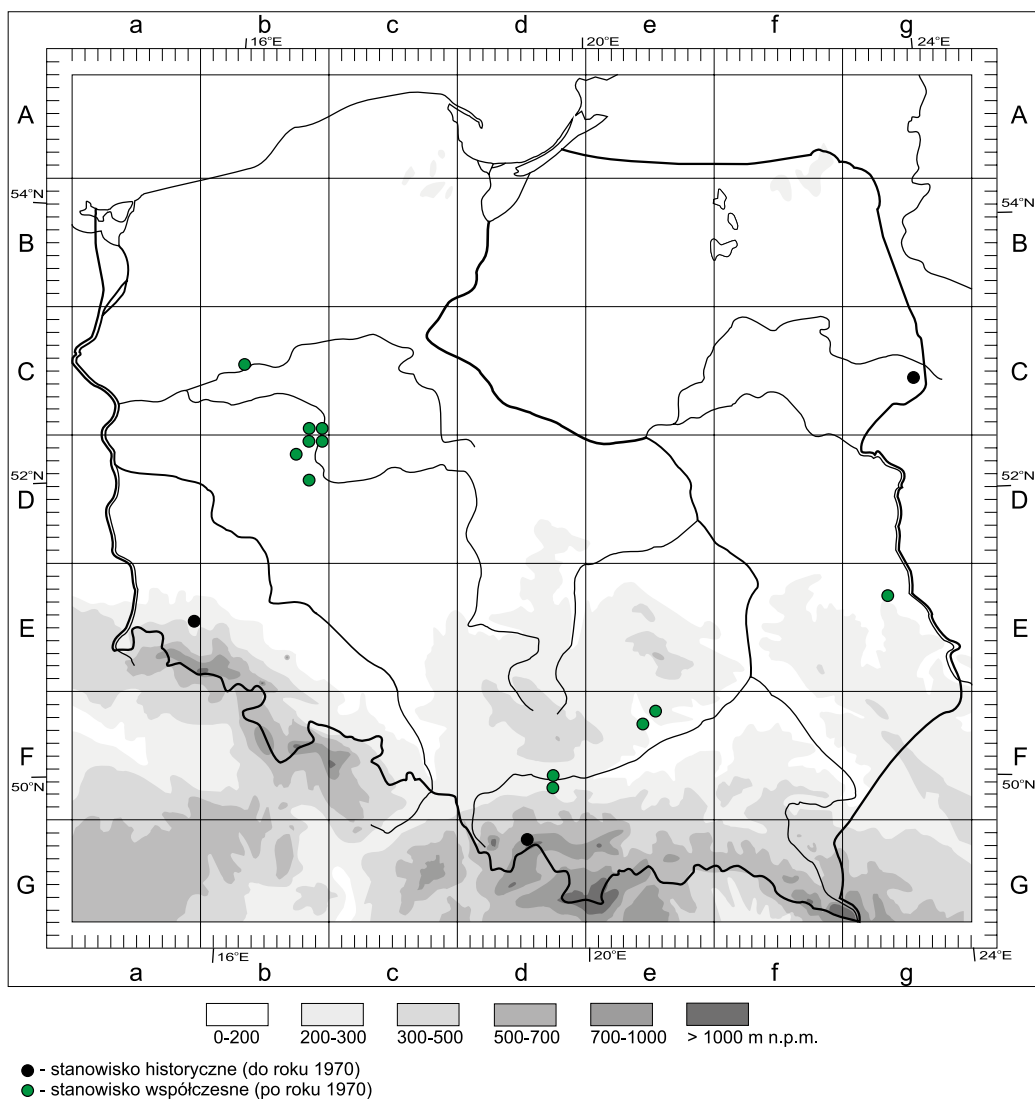 a b c d e f g
16°E 20°E 24°E
A A
54°N 54°N
B B
C C
52°N 52°N
D D
E E
F F
50°N 50°N
G G
16°E 20°E 24°E
a b c d e f g
0-200 200-300 300-500 500-700 700-1000 > 1000 m n.p.m.
- stanowisko historyczne (do roku 1970)
- stanowisko współczesne (po roku 1970)